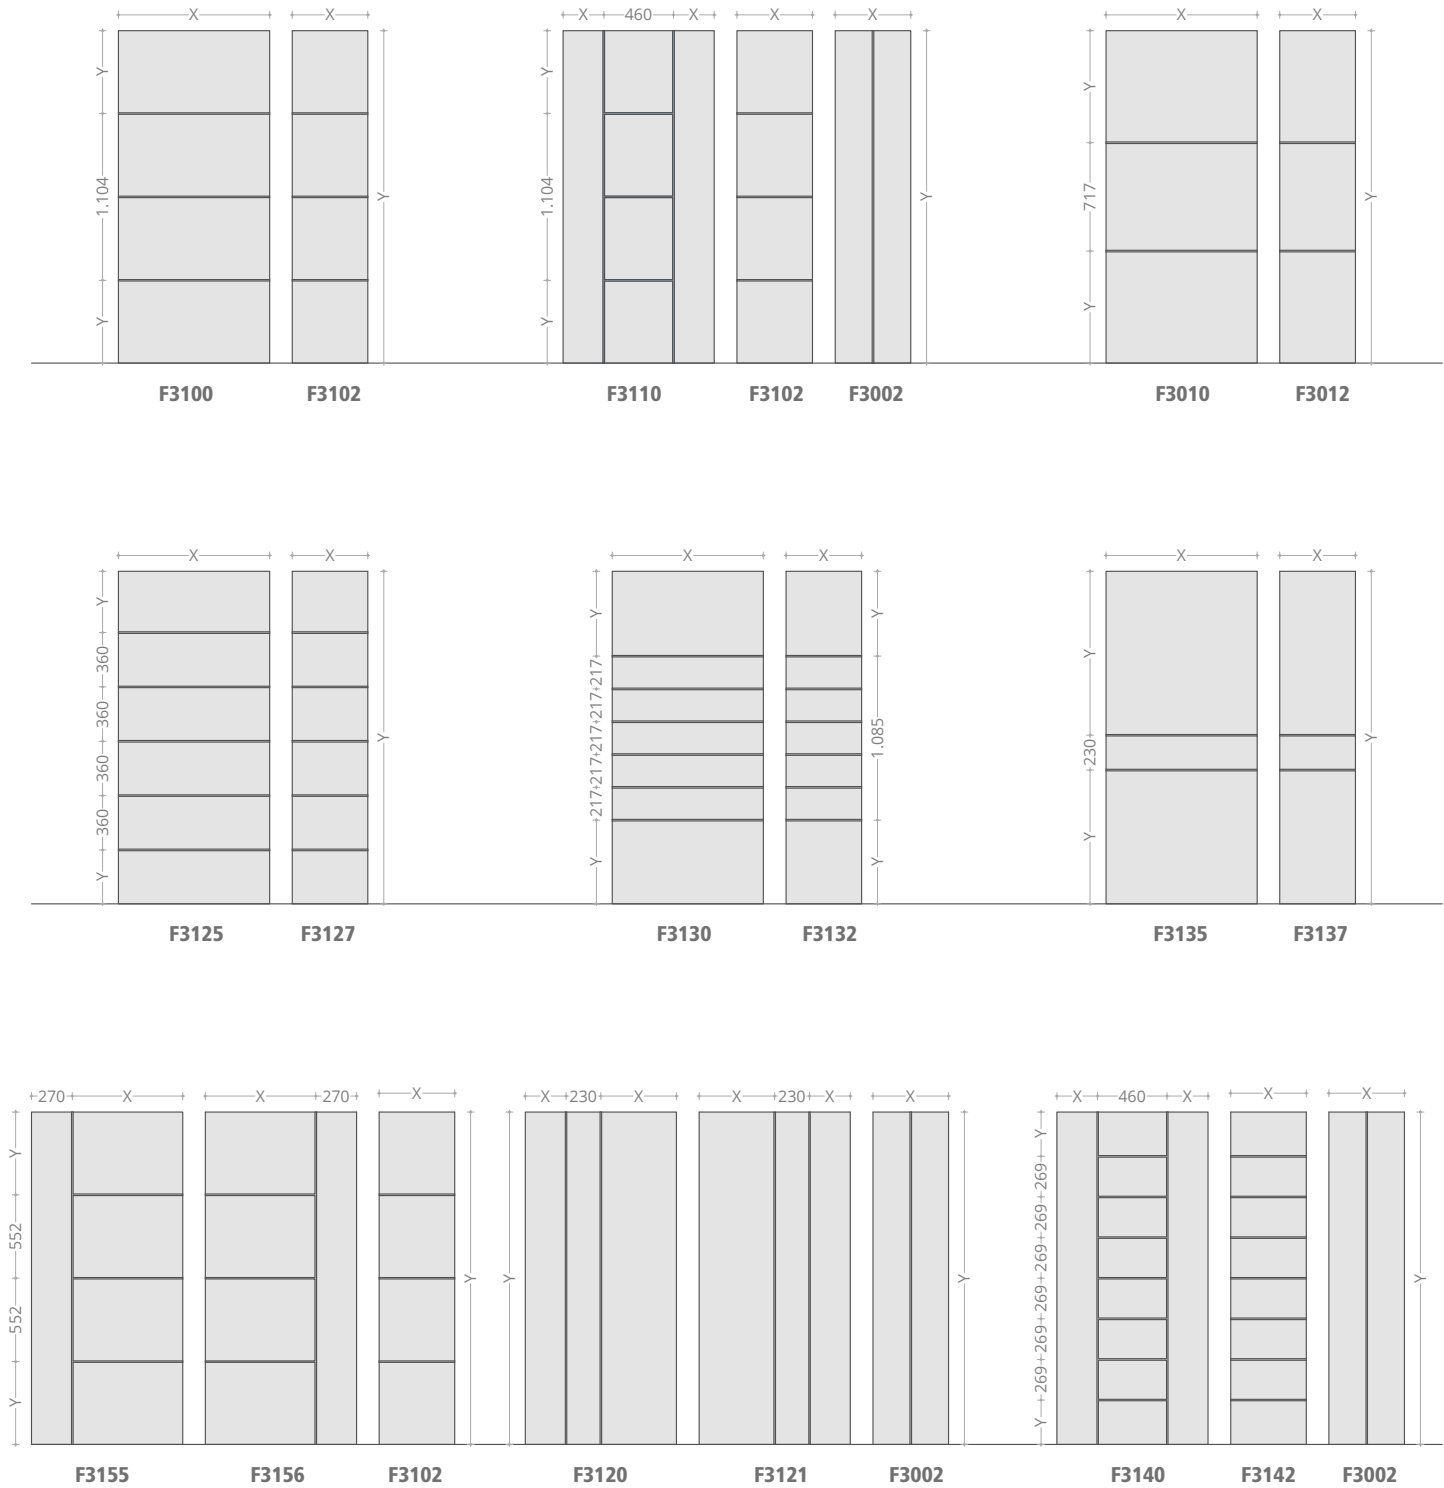 X X X 460 X X X X X
Y Y Y Y
1.104 Y 1.104 Y 717 Y
Y Y Y
F3100 F3102 F3110 F3102 F3002 F3010 F3012
X X X X X X
Y Y Y Y
360 217 217 Y
360 217 Y 1.085 230 Y
360 217
360 217 Y
Y Y Y
F3125 F3127 F3130 F3132 F3135 F3137
270 X X 270 X X 230 X X 230 X X X 460 X X X
Y Y
552 269 269
Y Y Y 269 Y
552 269 269
Y 269 Y
F3155 F3156 F3102 F3120 F3121 F3002 F3140 F3142 F3002